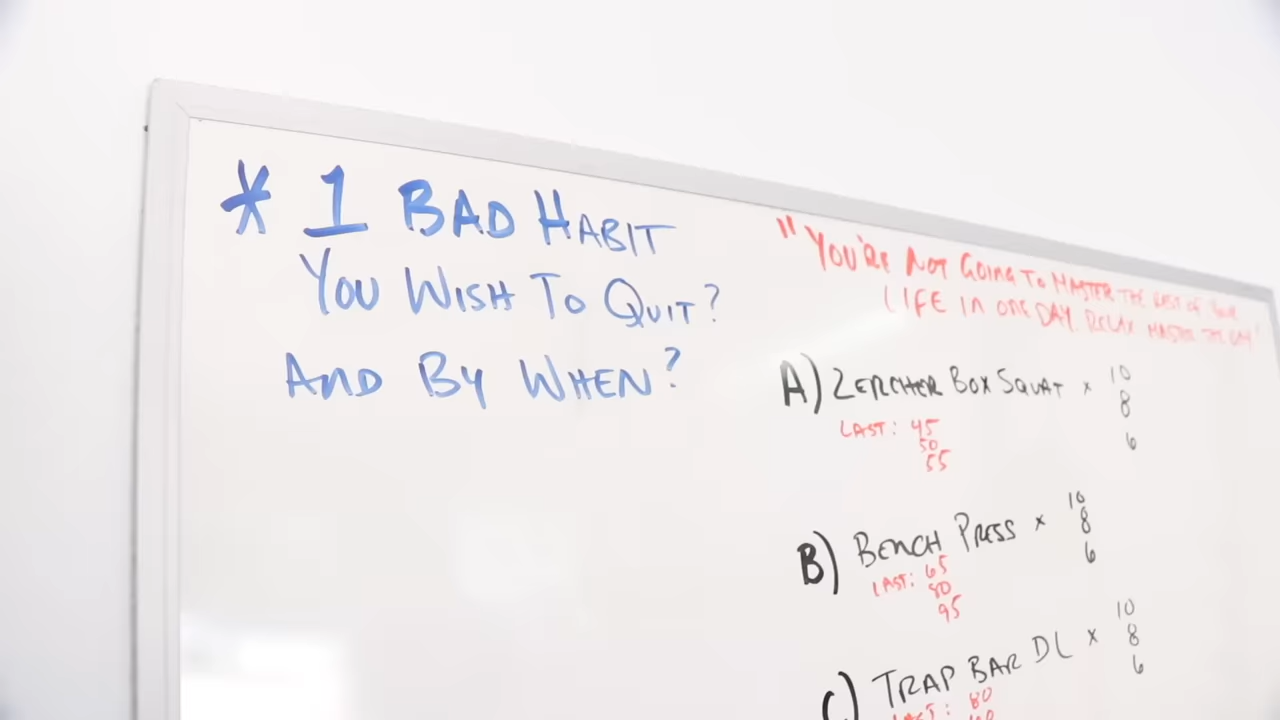 * 1 BAD HABIT
YOU WISH TO QUIT?
AND BY WHEN?
"YOU'RE NOT GOING TO MASTER THE REST OF YOUR
LIFE IN ONE DAY. RELAX MASTER THE DAY"
A) ZERCHER BOX SQUAT x 10
8
6
LAST: 45
50
55
B) BENCH PRESS x 10
8
6
LAST: 65
80
95
C) TRAP BAR DL x 10
8
6
LAST: 80